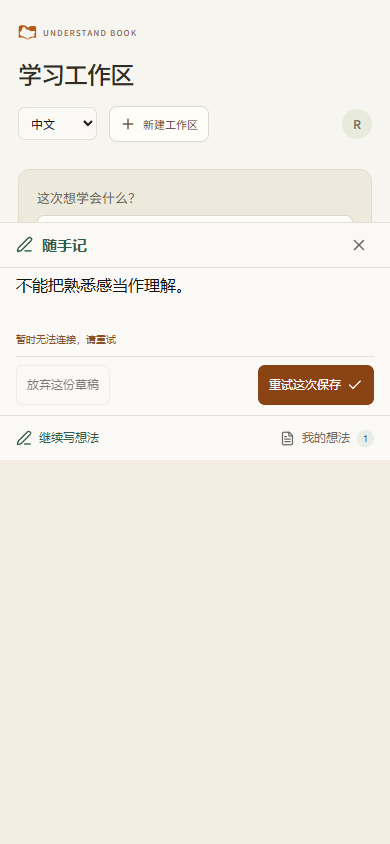 UNDERSTAND BOOK
学习工作区
中文
新建工作区
R
这次想学会什么？
随手记
不能把熟悉感当作理解。
暂时无法连接，请重试
放弃这份草稿
重试这次保存
继续写想法
我的想法 1